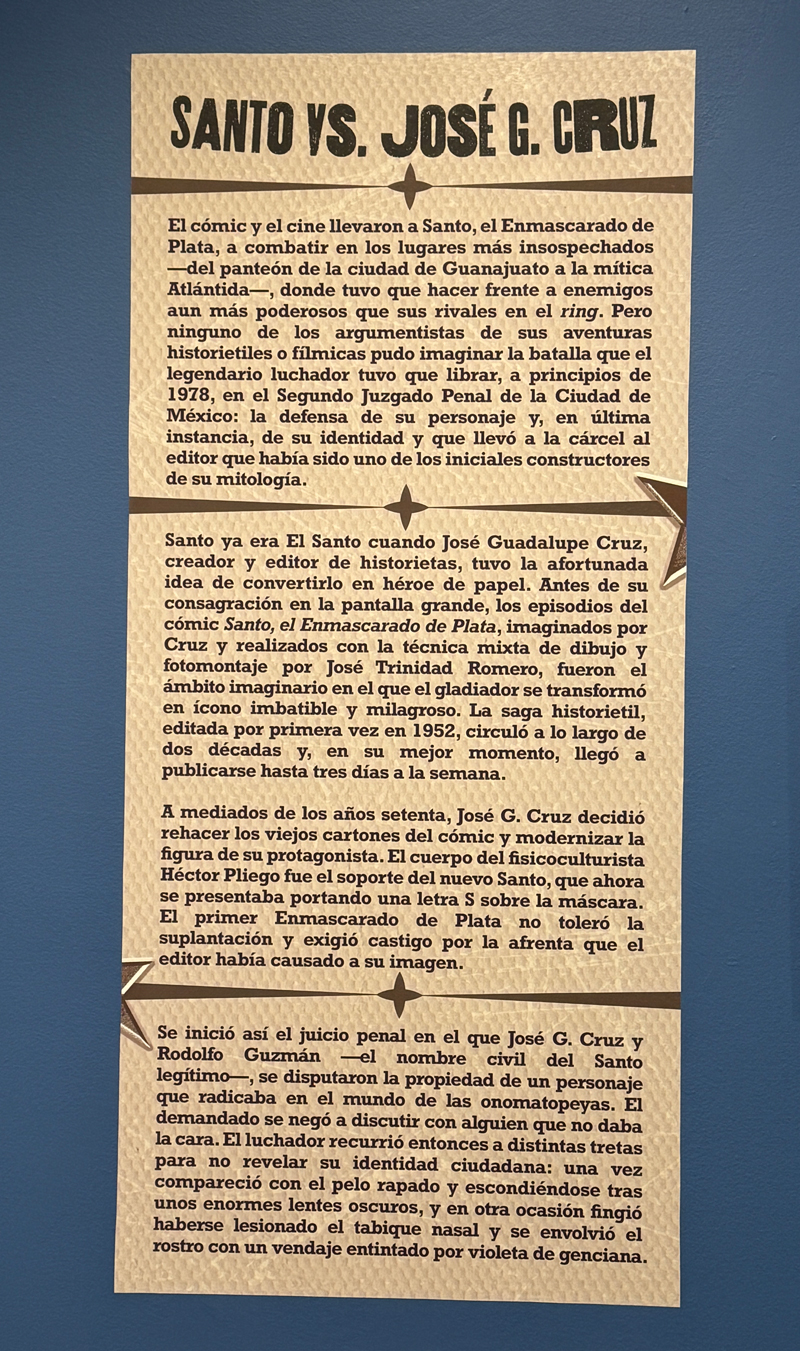 SANTO VS. JOSÉ G. CRUZ
El cómic y el cine llevaron a Santo, el Enmascarado de
Plata, a combatir en los lugares más insospechados
—del panteón de la ciudad de Guanajuato a la mítica
Atlántida—, donde tuvo que hacer frente a enemigos
aun más poderosos que sus rivales en el ring. Pero
ninguno de los argumentistas de sus aventuras
historietiles o fílmicas pudo imaginar la batalla que el
legendario luchador tuvo que librar, a principios de
1978, en el Segundo Juzgado Penal de la Ciudad de
México: la defensa de su personaje y, en última
instancia, de su identidad y que llevó a la cárcel al
editor que había sido uno de los iniciales constructores
de su mitología.
Santo ya era El Santo cuando José Guadalupe Cruz,
creador y editor de historietas, tuvo la afortunada
idea de convertirlo en héroe de papel. Antes de su
consagración en la pantalla grande, los episodios del
cómic Santo, el Enmascarado de Plata, imaginados por
Cruz y realizados con la técnica mixta de dibujo y
fotomontaje por José Trinidad Romero, fueron el
ámbito imaginario en el que el gladiador se transformó
en ícono imbatible y milagroso. La saga historietil,
editada por primera vez en 1952, circuló a lo largo de
dos décadas y, en su mejor momento, llegó a
publicarse hasta tres días a la semana.
A mediados de los años setenta, José G. Cruz decidió
rehacer los viejos cartones del cómic y modernizar la
figura de su protagonista. El cuerpo del fisicoculturista
Héctor Pliego fue el soporte del nuevo Santo, que ahora
se presentaba portando una letra S sobre la máscara.
El primer Enmascarado de Plata no toleró la
suplantación y exigió castigo por la afrenta que el
editor había causado a su imagen.
Se inició así el juicio penal en el que José G. Cruz y
Rodolfo Guzmán —el nombre civil del Santo
legítimo—, se disputaron la propiedad de un personaje
que radicaba en el mundo de las onomatopeyas. El
demandado se negó a discutir con alguien que no daba
la cara. El luchador recurrió entonces a distintas tretas
para no revelar su identidad ciudadana: una vez
compareció con el pelo rapado y escondiéndose tras
unos enormes lentes oscuros, y en otra ocasión fingió
haberse lesionado el tabique nasal y se envolvió el
rostro con un vendaje entintado por violeta de genciana.